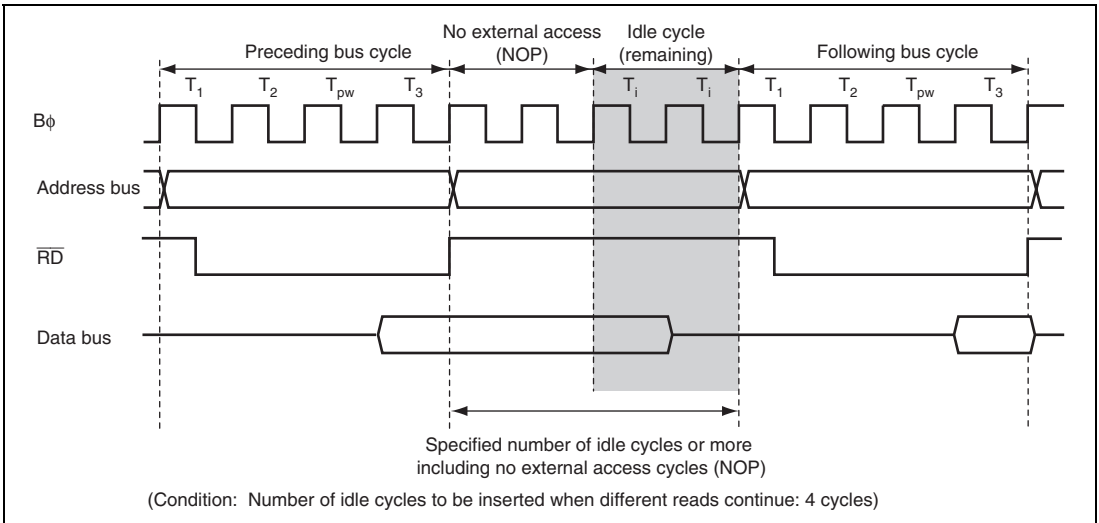 No external access
(NOP)
Idle cycle
(remaining)
Preceding bus cycle
Following bus cycle
T1 T2 Tpw T3 Ti Ti T1 T2 Tpw T3
Bϕ
Address bus
RD
Data bus
Specified number of idle cycles or more
including no external access cycles (NOP)
(Condition: Number of idle cycles to be inserted when different reads continue: 4 cycles)